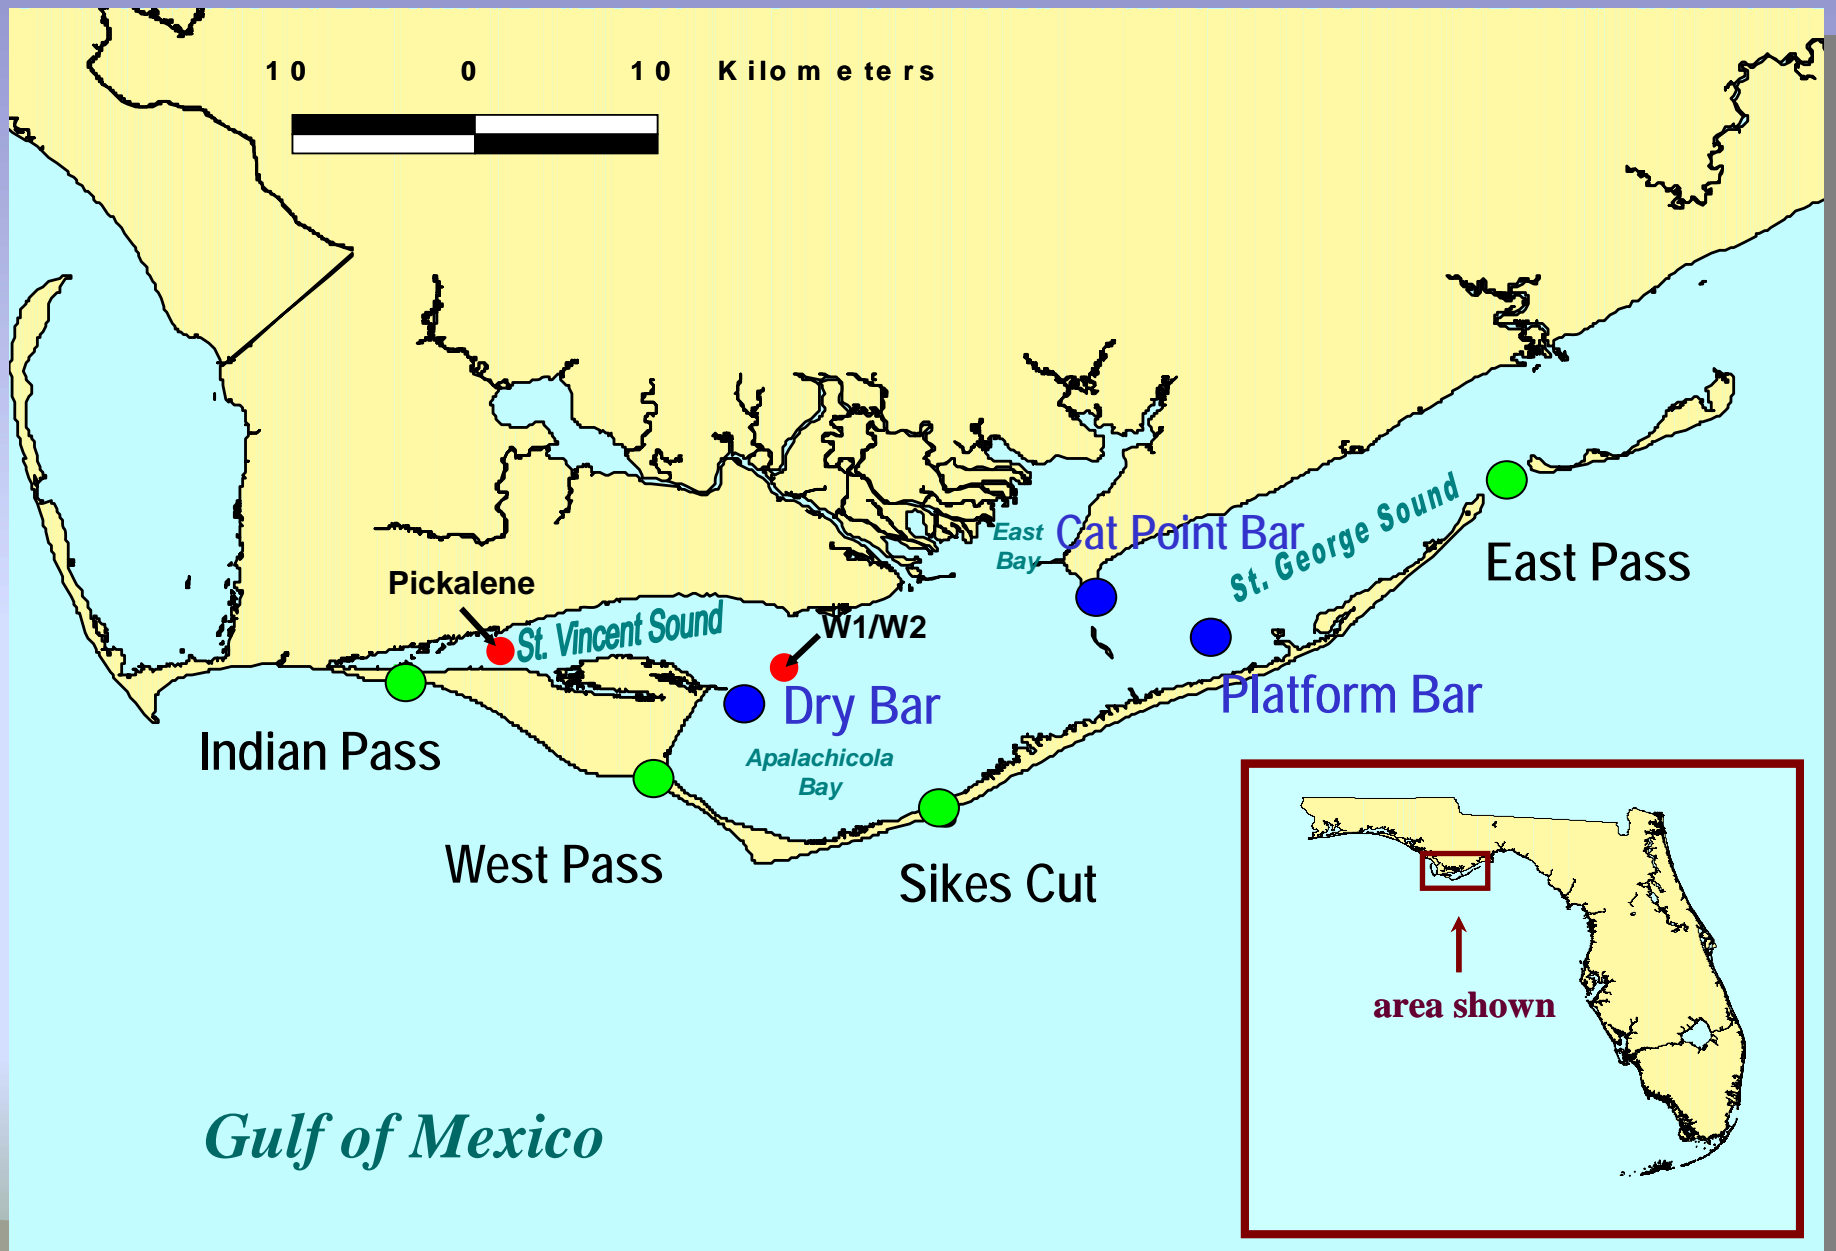 10 0 10 Kilometers
East
Bay
Cat Point Bar
St. George Sound
East Pass
Pickalene
St. Vincent Sound
W1/W2
Dry Bar
Platform Bar
Indian Pass
Apalachicola
Bay
West Pass
Sikes Cut
area shown
Gulf of Mexico